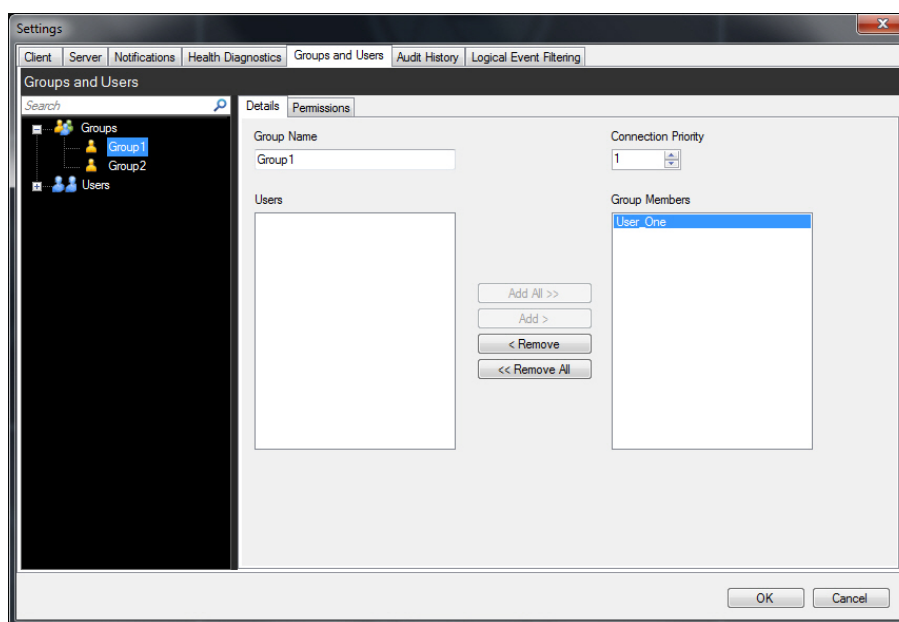 Settings
Client Server Notifications Health Diagnostics Groups and Users Audit History Logical Event Filtering
Groups and Users
Search
Details Permissions
Groups
Group1
Group2
Users
Group Name
Connection Priority
Group1
1
Users
Group Members
User_One
Add All >>
Add >
< Remove
<< Remove All
OK Cancel